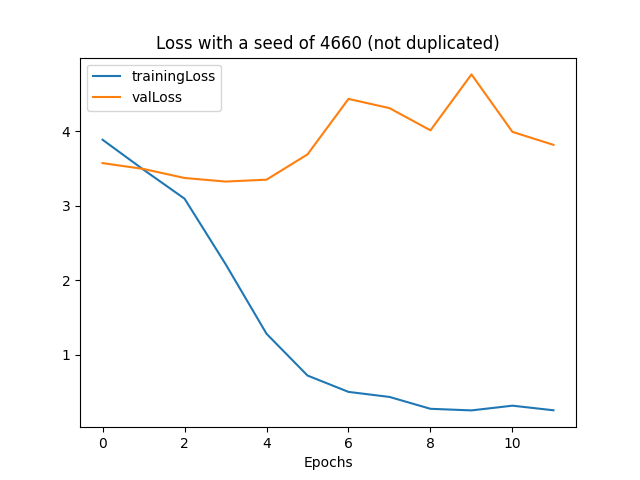 Loss with a seed of 4660 (not duplicated)
trainingLoss
valLoss
4
3
2
1
0 2 4 6 8 10
Epochs